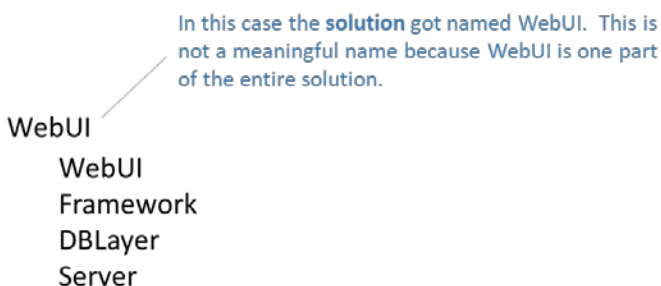 In this case the solution got named WebUI. This is
not a meaningful name because WebUI is one part
of the entire solution.
WebUI
WebUI
Framework
DBLayer
Server